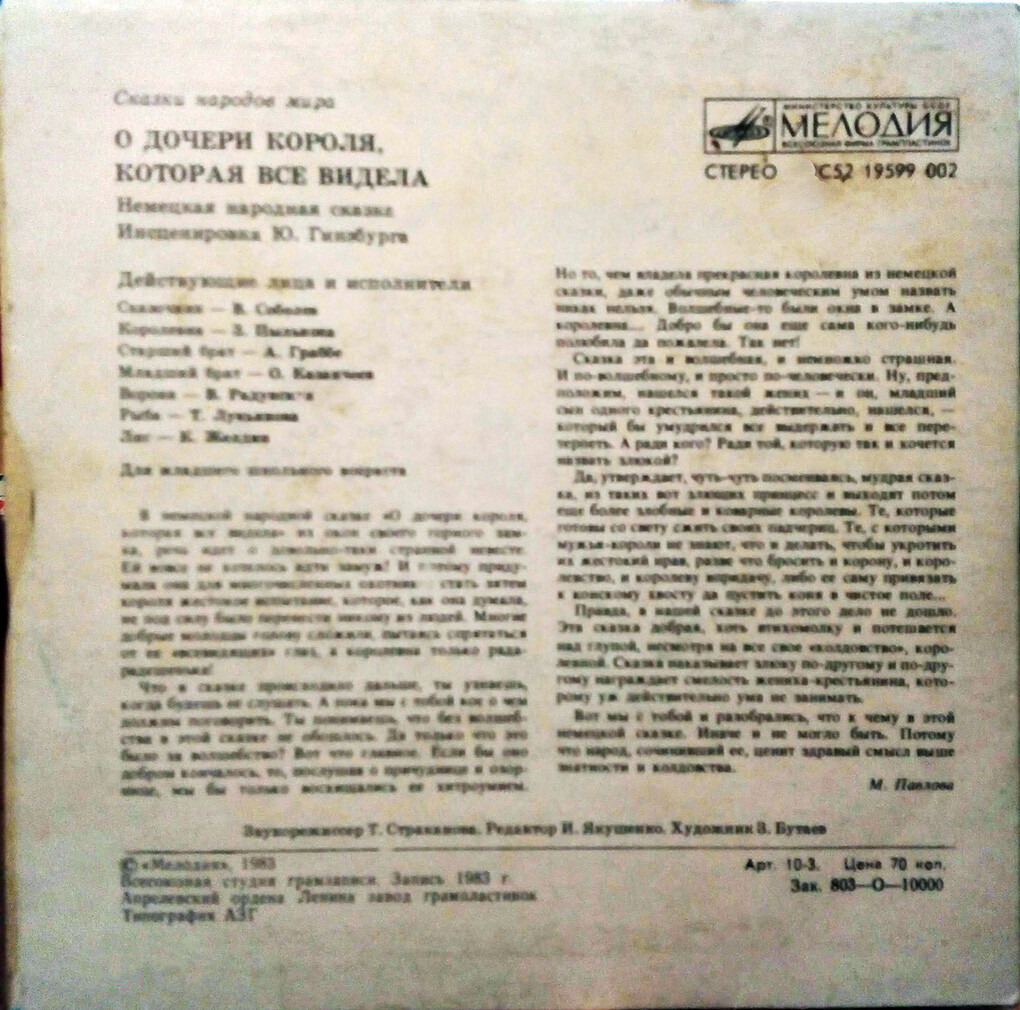 Сказки народов мира
О ДОЧЕРИ КОРОЛЯ,
КОТОРАЯ ВСЕ ВИДЕЛА
Немецкая народная сказка
Инсценировка Ю. Гинзбурга
МИНИСТЕРСТВО КУЛЬТУРЫ СССР
МЕЛОДИЯ
ВСЕСОЮЗНАЯ ФИРМА ГРАМПЛАСТИНОК
СТЕРЕО С52 19599 002
Действующие лица и исполнители
Сказочник — В. Соболев
Королевна — З. Пыльнова
Старший брат — А. Граббе
Младший брат — О. Казанчеев
Ворона — В. Радунская
Рыба — Т. Лукьянова
Лис — К. Желдин
Для младшего школьного возраста
В немецкой народной сказке «О дочери короля,
которая все видела» из окон своего горного зам-
ка, речь идет о довольно-таки странной невесте.
Ей вовсе не хотелось идти замуж! И потому приду-
мала она для многочисленных охотников стать зятем
короля жестокое испытание, которое, как она думала,
не под силу было перенести никому из людей. Многие
добрые молодцы голову сложили, пытаясь спрятаться
от ее «всевидящих» глаз, а королевна только рада-
радешенька!
Что в сказке происходило дальше, ты узнаешь,
когда будешь ее слушать. А пока мы с тобой кое о чем
должны поговорить. Ты понимаешь, что без волшеб-
ства в этой сказке не обошлось. Да только что это
было за волшебство? Вот что главное. Если бы оно
добром кончалось, то, послушав о причуднице и озор-
нице, мы бы только восхищались ее хитроумием.
Но то, чем владела прекрасная королевна из немецкой
сказки, даже обычным человеческим умом назвать
никак нельзя. Волшебные-то были окна в замке. А
королевна... Добро бы она еще сама кого-нибудь
полюбила да пожалела. Так нет!
Сказка эта и волшебная, и немножко страшная.
И по-волшебному, и просто по-человечески. Ну, пред-
положим, нашелся такой жених — и он, младший
сын одного крестьянина, действительно, нашелся, —
который бы умудрился все выдержать и все пере-
терпеть. А ради кого? Ради той, которую так и хочется
назвать злюкой?
Да, утверждает, чуть-чуть посмеиваясь, мудрая сказ-
ка, из таких вот злющих принцесс и выходят потом
еще более злобные и коварные королевы. Те, которые
готовы со свету сжить своих падчериц. Те, с которыми
мужья-короли не знают, что и делать, чтобы укротить
их жестокий нрав, разве что бросить и корону, и коро-
левство, и королеву впридачу, либо ее саму привязать
к конскому хвосту да пустить коня в чистое поле...
Правда, в нашей сказке до этого дело не дошло.
Эта сказка добрая, хоть втихомолку и потешается
над глупой, несмотря на все свое «колдовство», коро-
левной. Сказка наказывает злюку по-другому и по-дру-
гому награждает смелость жениха-крестьянина, кото-
рому уж действительно ума не занимать.
Вот мы с тобой и разобрались, что к чему в этой
немецкой сказке. Иначе и не могло быть. Потому
что народ, сочинивший ее, ценит здравый смысл выше
знатности и колдовства.
М. Павлова
Звукорежиссер Т. Страканова. Редактор И. Якушенко. Художник В. Бутаев
© «Мелодия», 1983
Всесоюзная студия грамзаписи. Запись 1983 г.
Апрелевский ордена Ленина завод грампластинок
Типография АЗГ
Арт. 10-3. Цена 70 коп.
Зак. 803—О—10000